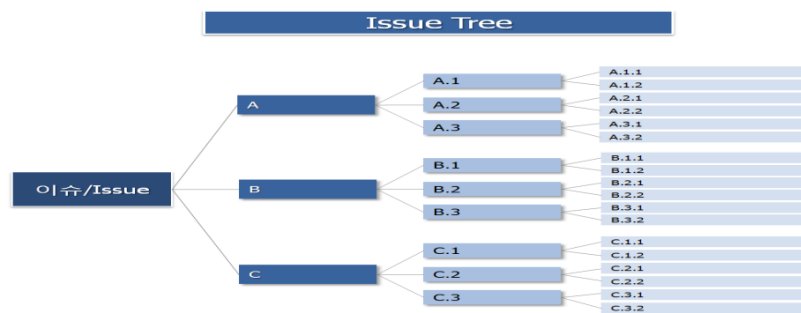 Issue Tree
이슈/Issue
A
A.1
A.1.1
A.1.2
A.2
A.2.1
A.2.2
A.3
A.3.1
A.3.2
B
B.1
B.1.1
B.1.2
B.2
B.2.1
B.2.2
B.3
B.3.1
B.3.2
C
C.1
C.1.1
C.1.2
C.2
C.2.1
C.2.2
C.3
C.3.1
C.3.2